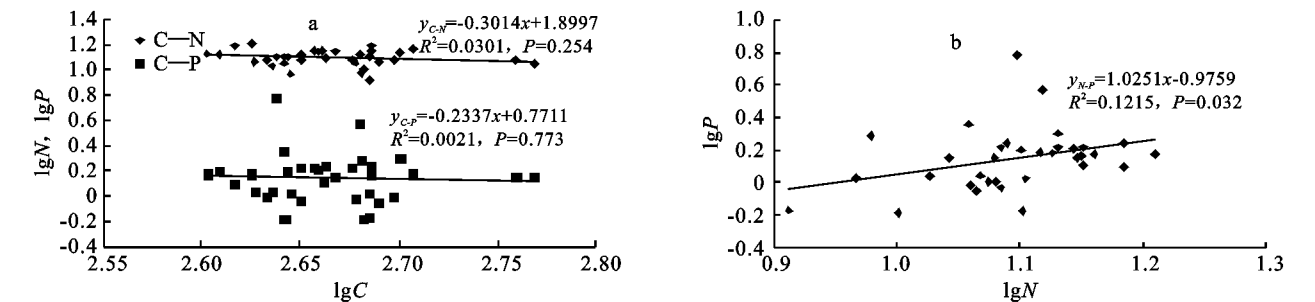 a
y_{C-N}=-0.3014x+1.8997
R²=0.0301，P=0.254
C—N
C—P
y_{C-P}=-0.2337x+0.7711
R²=0.0021，P=0.773
lgN，lgP
1.4
1.2
1.0
0.8
0.6
0.4
0.2
0
-0.2
-0.4
2.55 2.60 2.65 2.70 2.75 2.80
lgC
b
y_{N-P}=1.0251x-0.9759
R²=0.1215，P=0.032
lgP
1.0
0.8
0.6
0.4
0.2
0
-0.2
-0.4
0.9 1.0 1.1 1.2 1.3
lgN